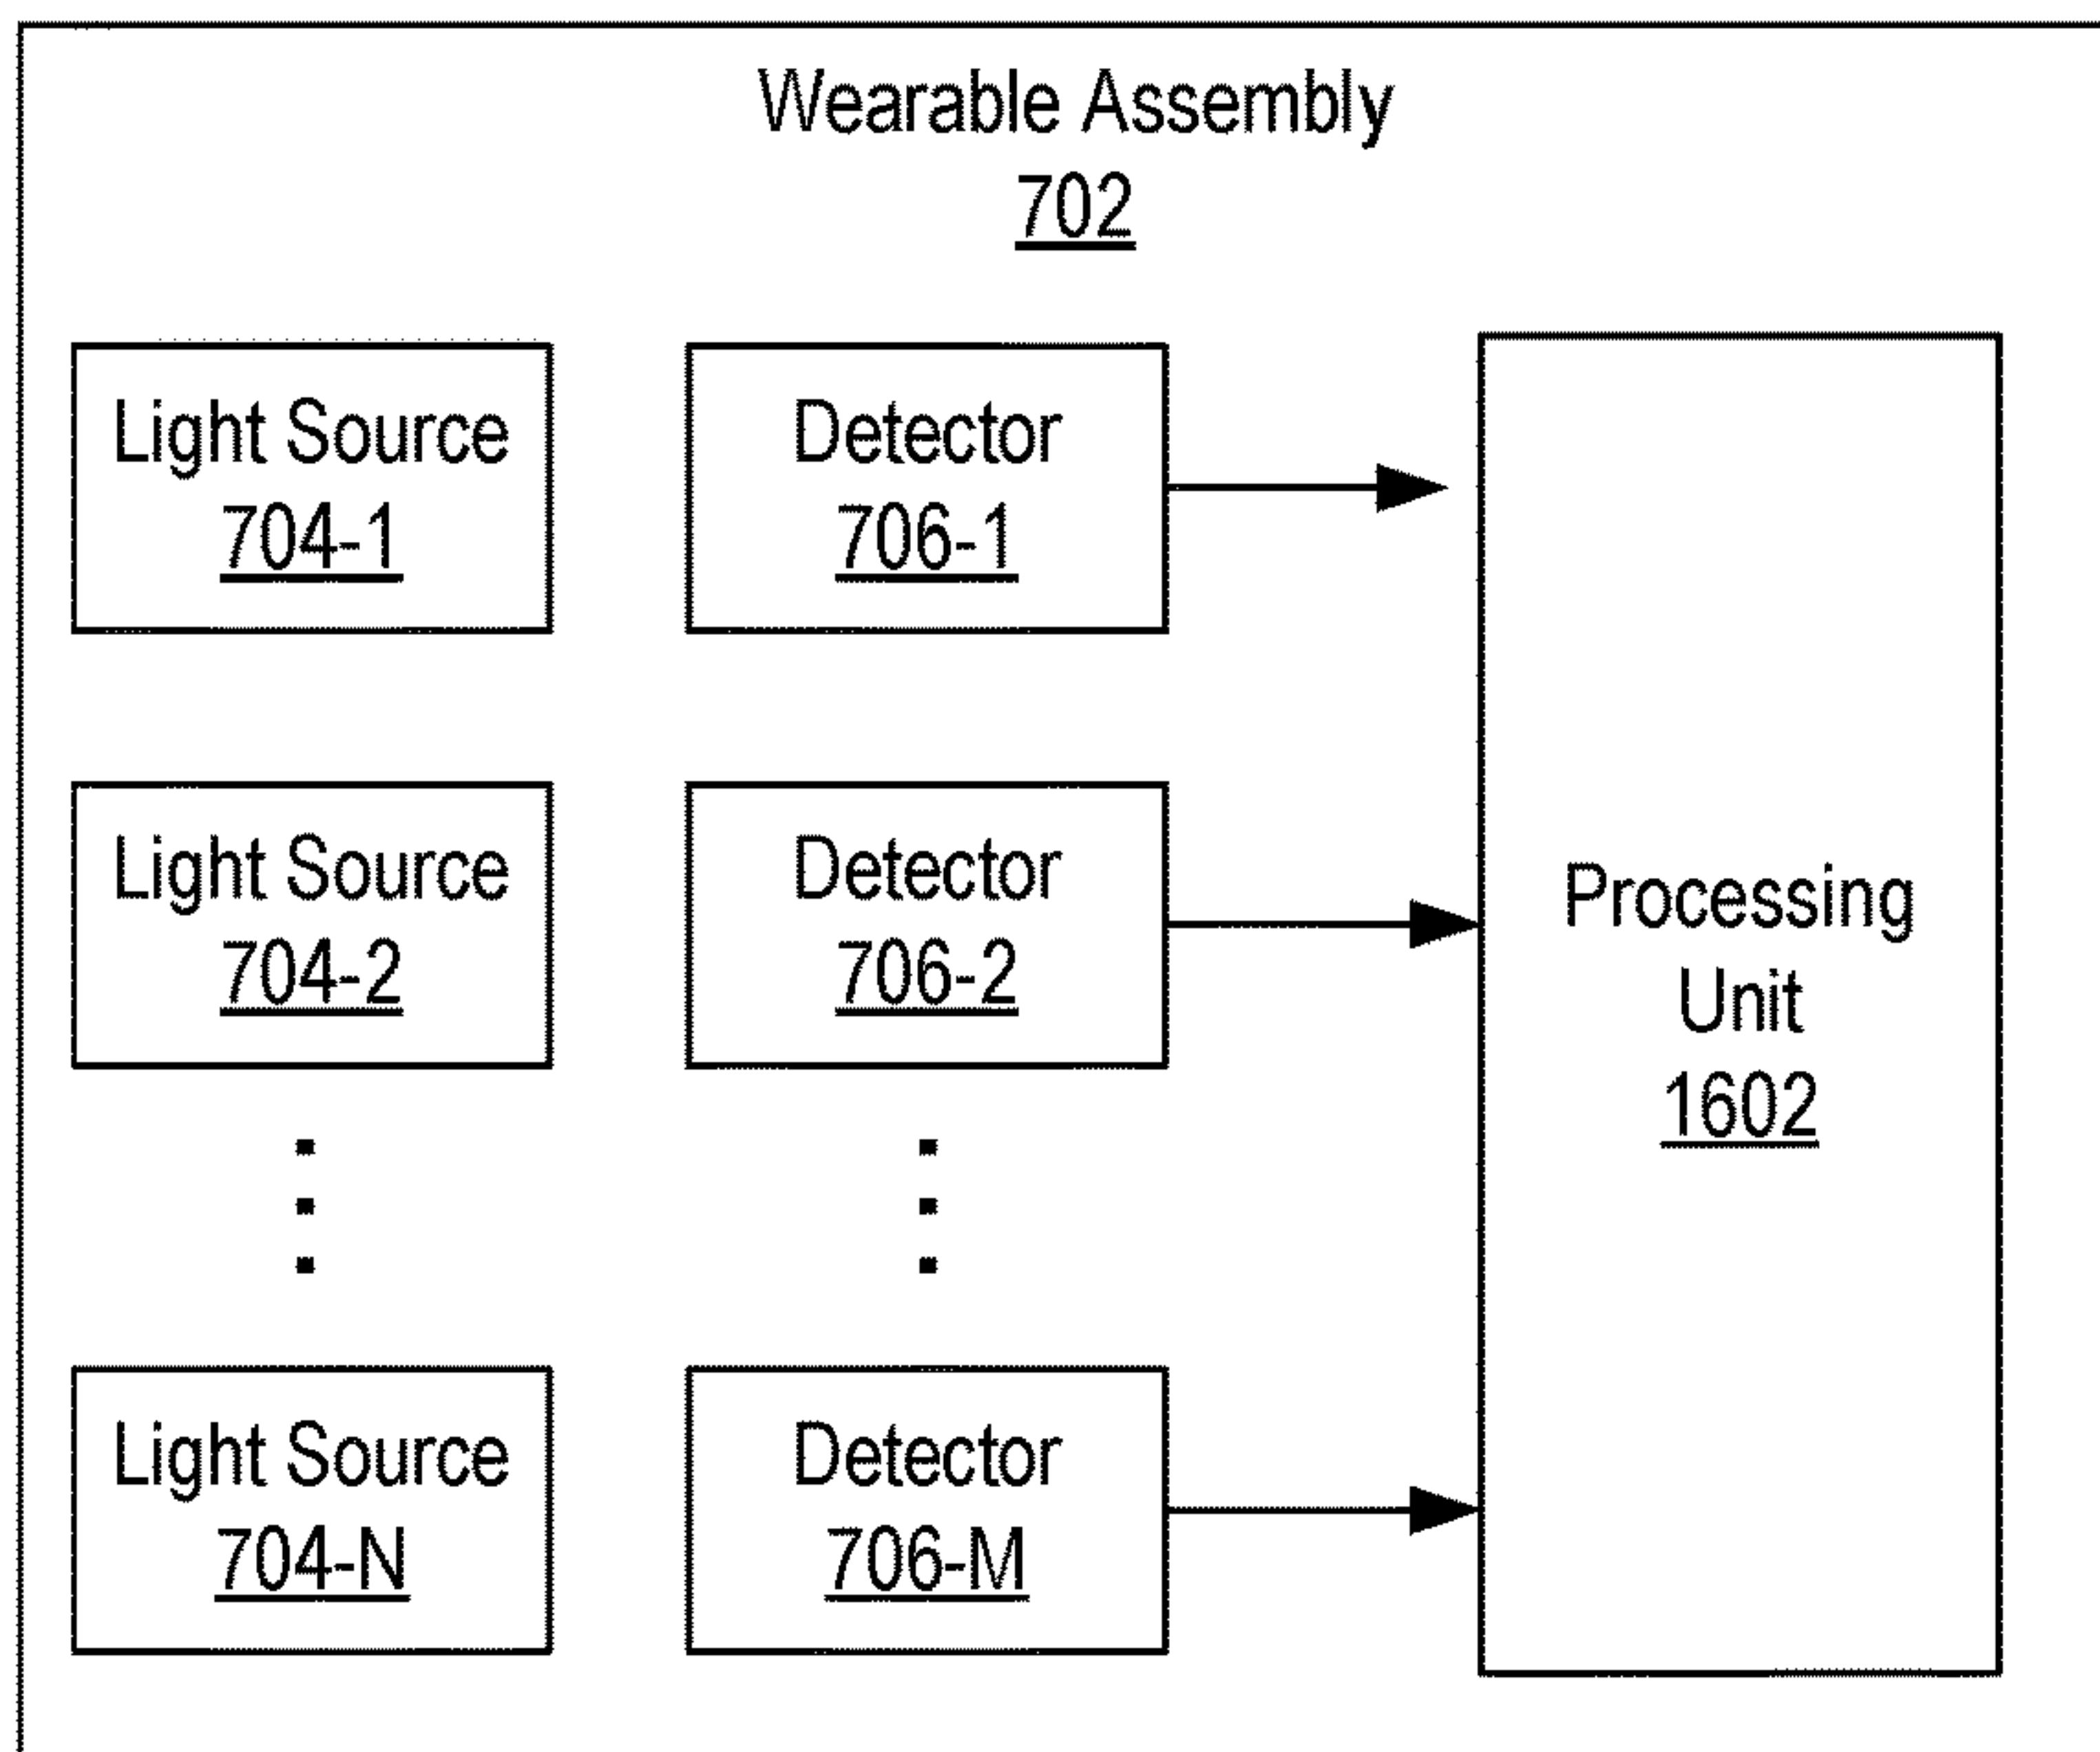 Wearable Assembly
702
Light Source
704-1
Detector
706-1
Light Source
704-2
Detector
706-2
Processing
Unit
1602
Light Source
704-N
Detector
706-M